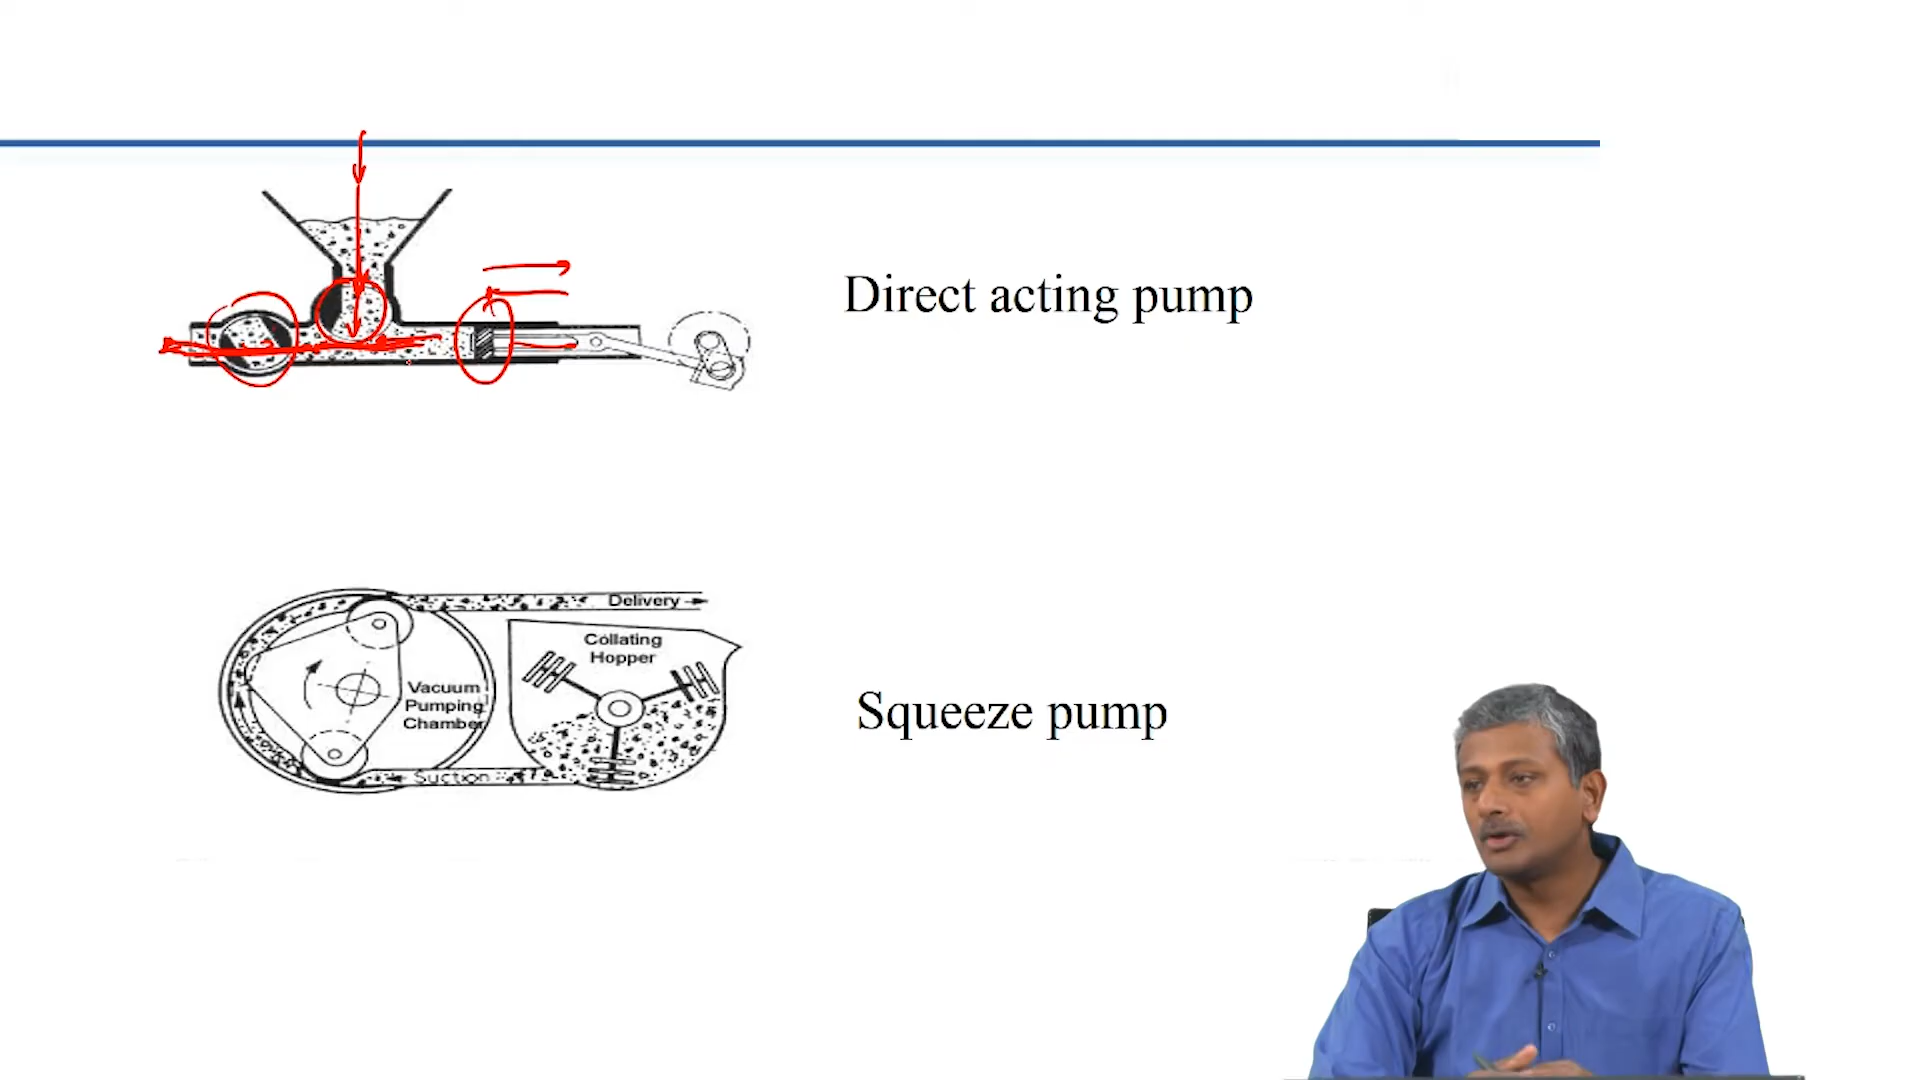 Direct acting pump
Delivery
Collating
Hopper
Vacuum
Pumping
Chamber
Squeeze pump
Suction